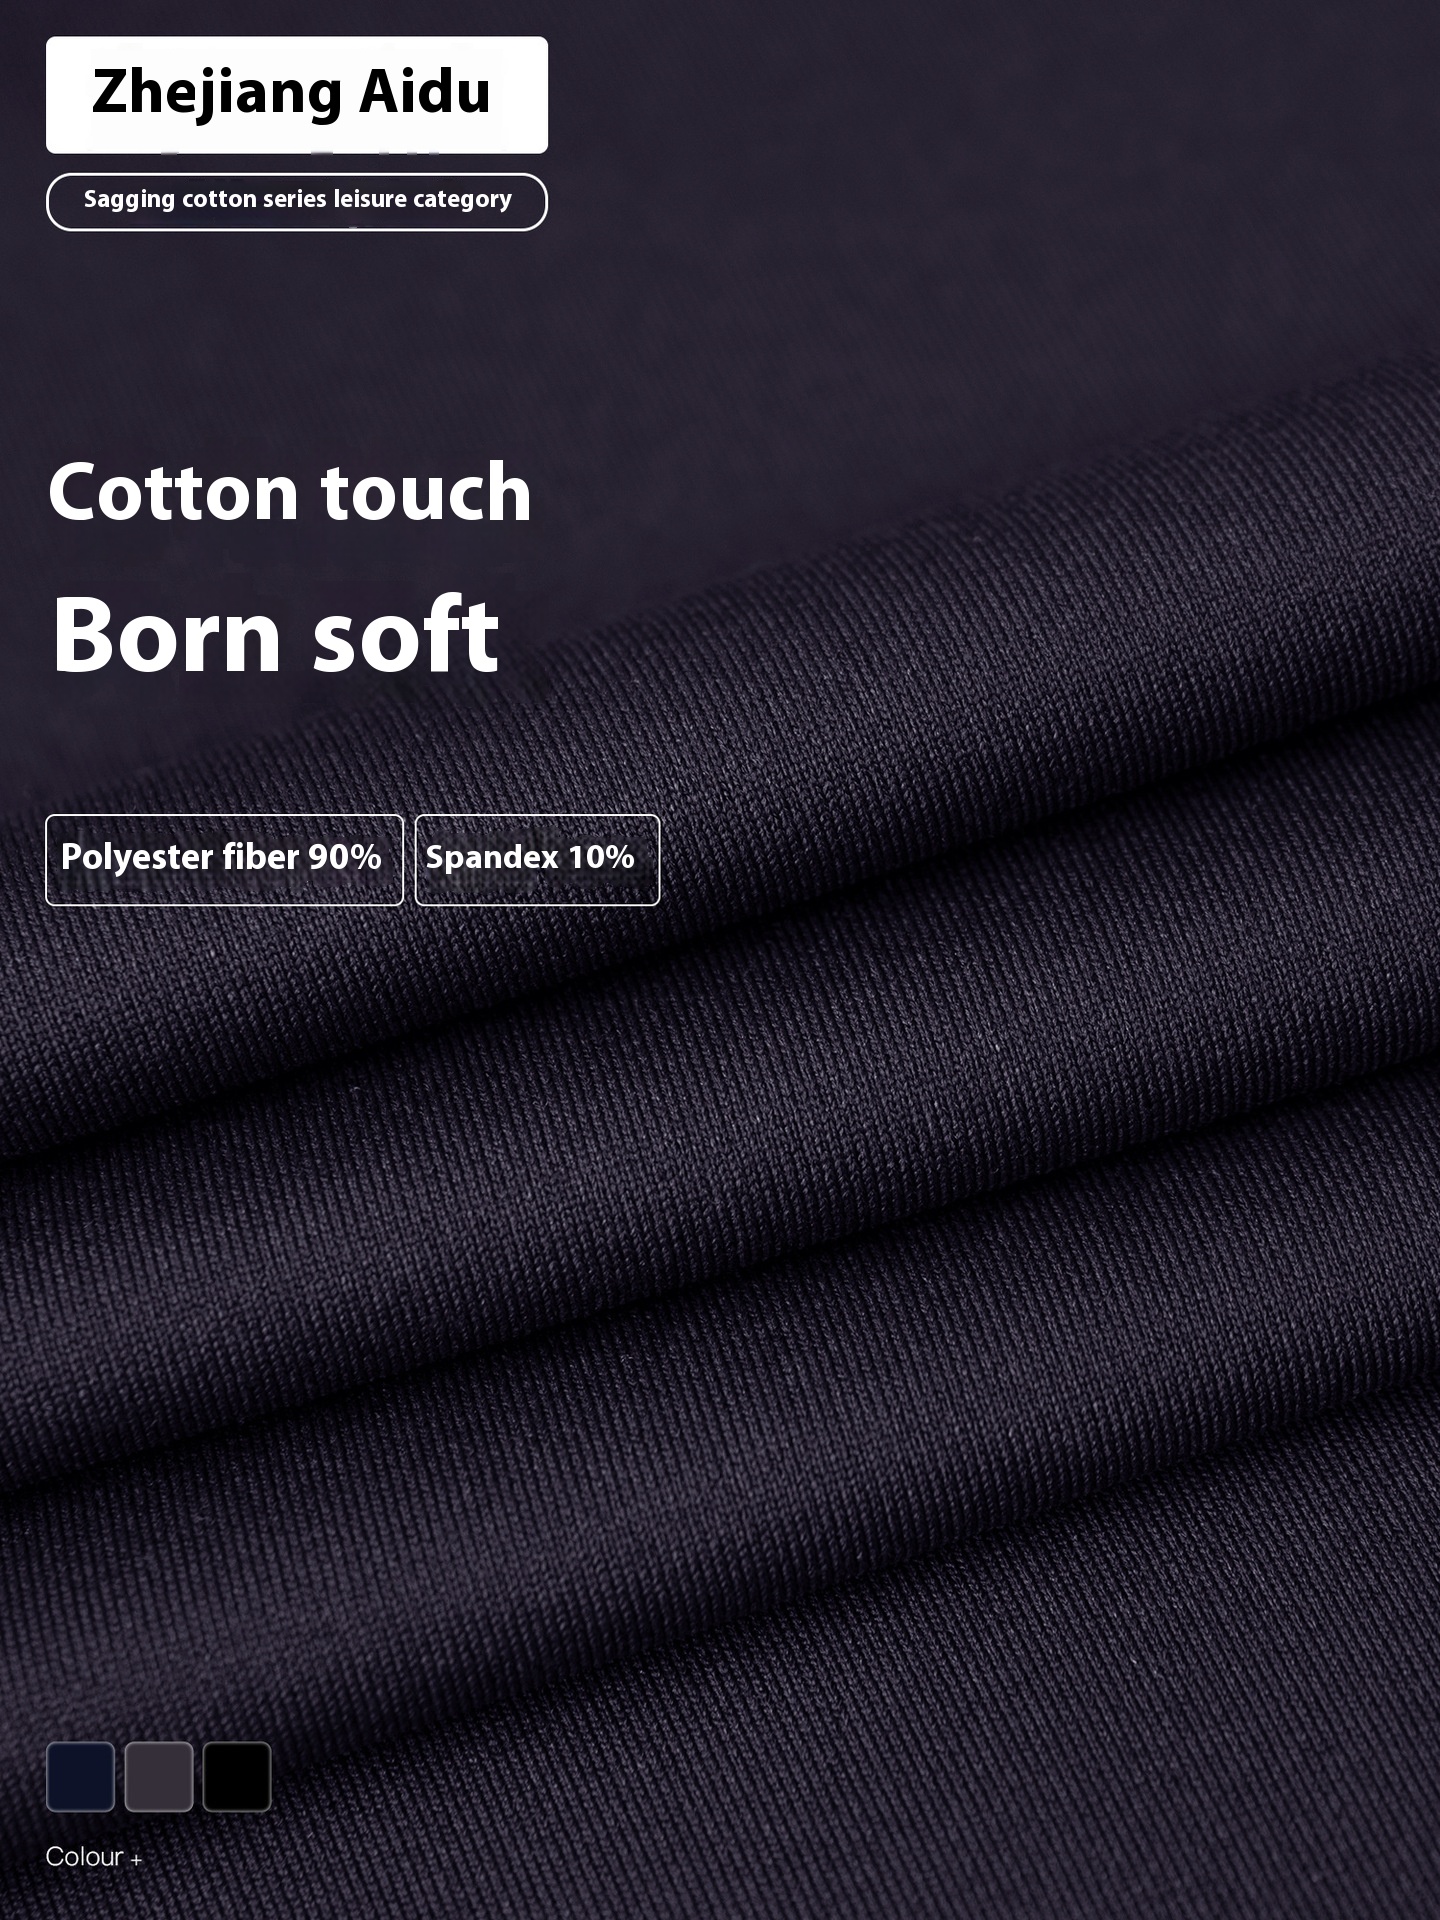 Zhejiang Aidu
Sagging cotton series leisure category
Cotton touch
Born soft
Polyester fiber 90%
Spandex 10%
Colour +